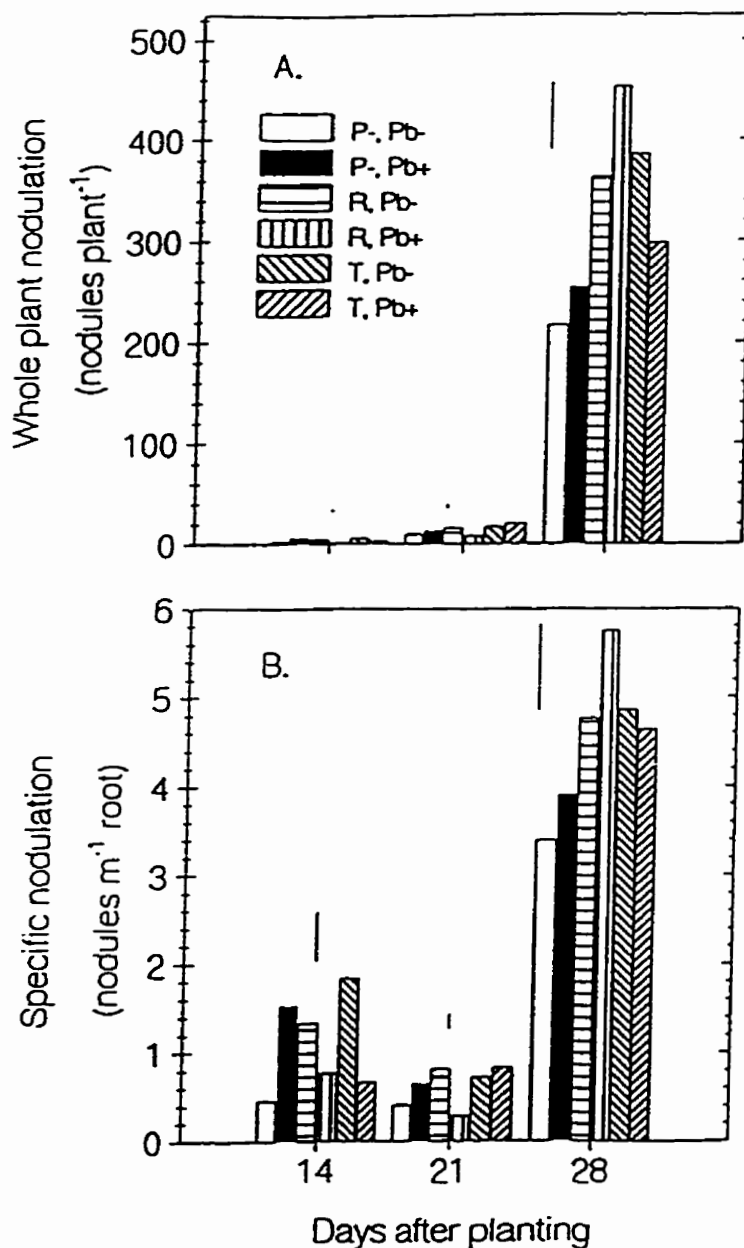 Whole plant nodulation
(nodules plant⁻¹)
500
400
300
200
100
0
A.
P-, Pb-
P-, Pb+
R, Pb-
R, Pb+
T, Pb-
T, Pb+
Specific nodulation
(nodules m⁻¹ root)
6
5
4
3
2
1
0
B.
14 21 28
Days after planting